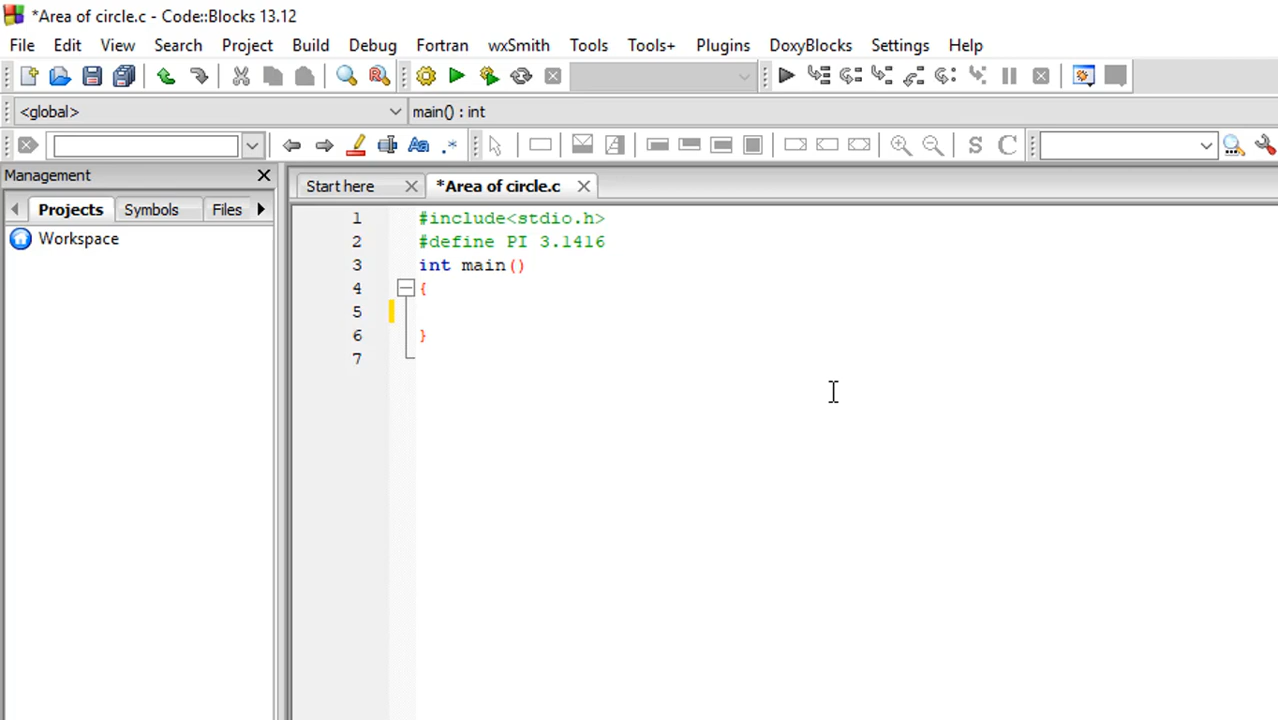 *Area of circle.c - Code::Blocks 13.12
File Edit View Search Project Build Debug Fortran wxSmith Tools Tools+ Plugins DoxyBlocks Settings Help
<global> main() : int
Aa .* S C
Management
Projects Symbols Files
Workspace
Start here *Area of circle.c
1 #include<stdio.h>
2 #define PI 3.1416
3 int main()
4 {
5
6 }
7